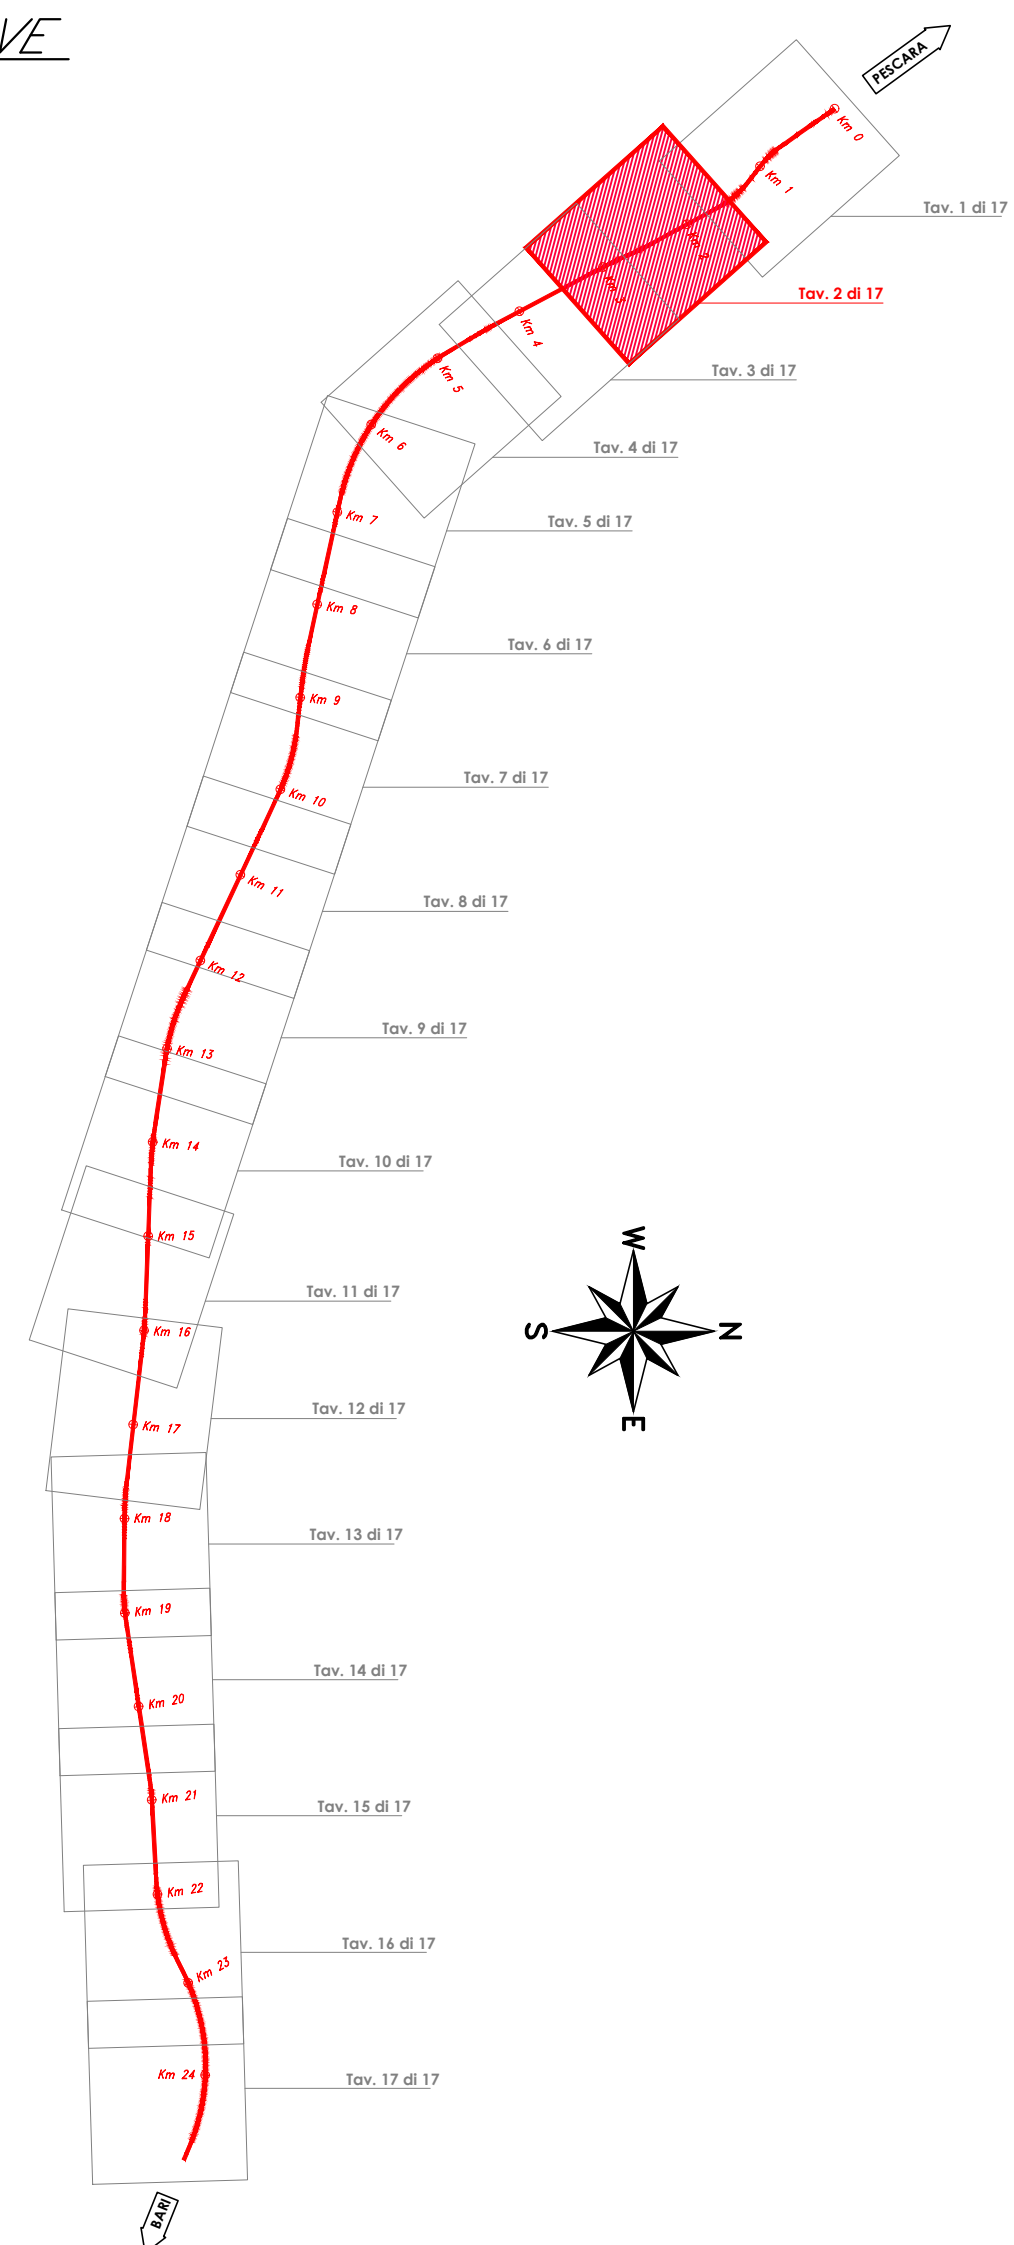 VE
PESCARA
Km 0
Km 1
Tav. 1 di 17
Km 2
Km 3
Tav. 2 di 17
Km 4
Km 5
Tav. 3 di 17
Km 6
Tav. 4 di 17
Km 7
Tav. 5 di 17
Km 8
Tav. 6 di 17
Km 9
Tav. 7 di 17
Km 10
Km 11
Tav. 8 di 17
Km 12
Tav. 9 di 17
Km 13
Km 14
Tav. 10 di 17
Km 15
W
Tav. 11 di 17
Km 16
S
N
Tav. 12 di 17
Km 17
E
Km 18
Tav. 13 di 17
Km 19
Tav. 14 di 17
Km 20
Km 21
Tav. 15 di 17
Km 22
Tav. 16 di 17
Km 23
Km 24
Tav. 17 di 17
BARI